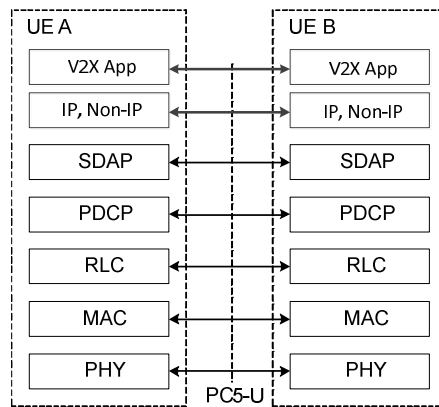 UE A
UE B
V2X App
V2X App
IP, Non-IP
IP, Non-IP
SDAP
SDAP
PDCP
PDCP
RLC
RLC
MAC
MAC
PHY
PHY
PC5-U